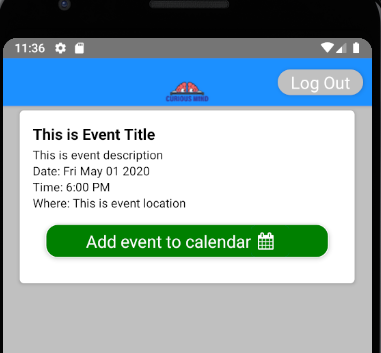 11:36
Log Out
CURIOUS MIND
This is Event Title
This is event description
Date: Fri May 01 2020
Time: 6:00 PM
Where: This is event location
Add event to calendar